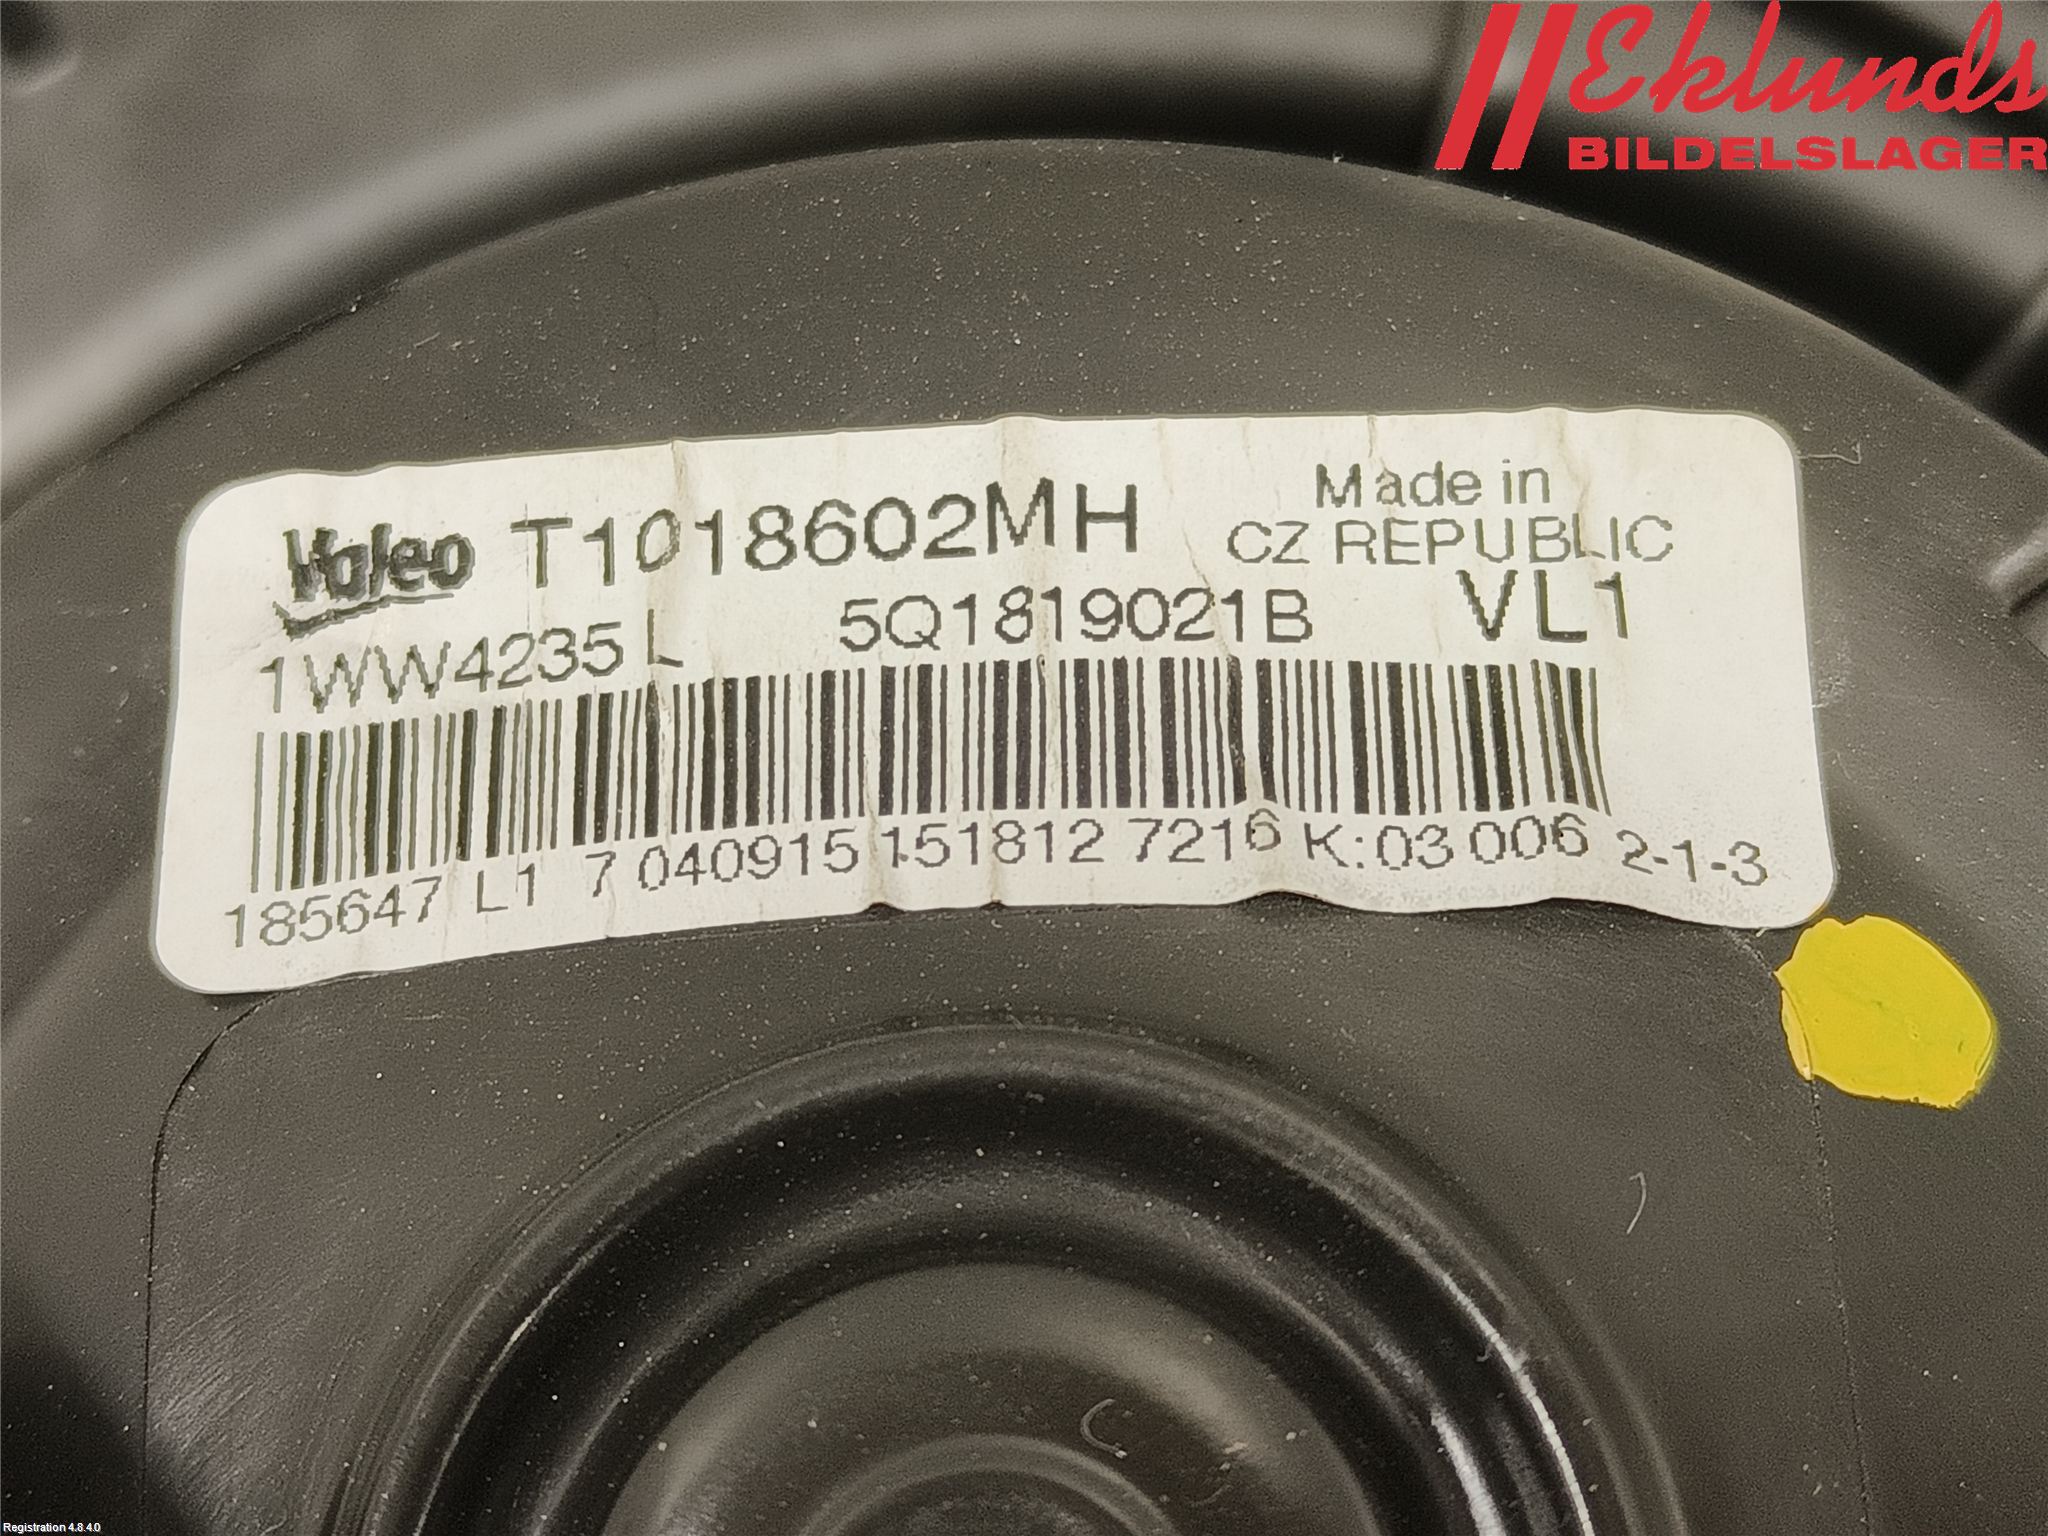 Eklunds
BILDELSLAGER
Valeo T1018602MH Made in
CZ REPUBLIC
1WW4235L 5Q1819021B VL1
185647 L1 7 040915 151812 7216 K:03 006 2-1-3
Registration 4.8.4.0